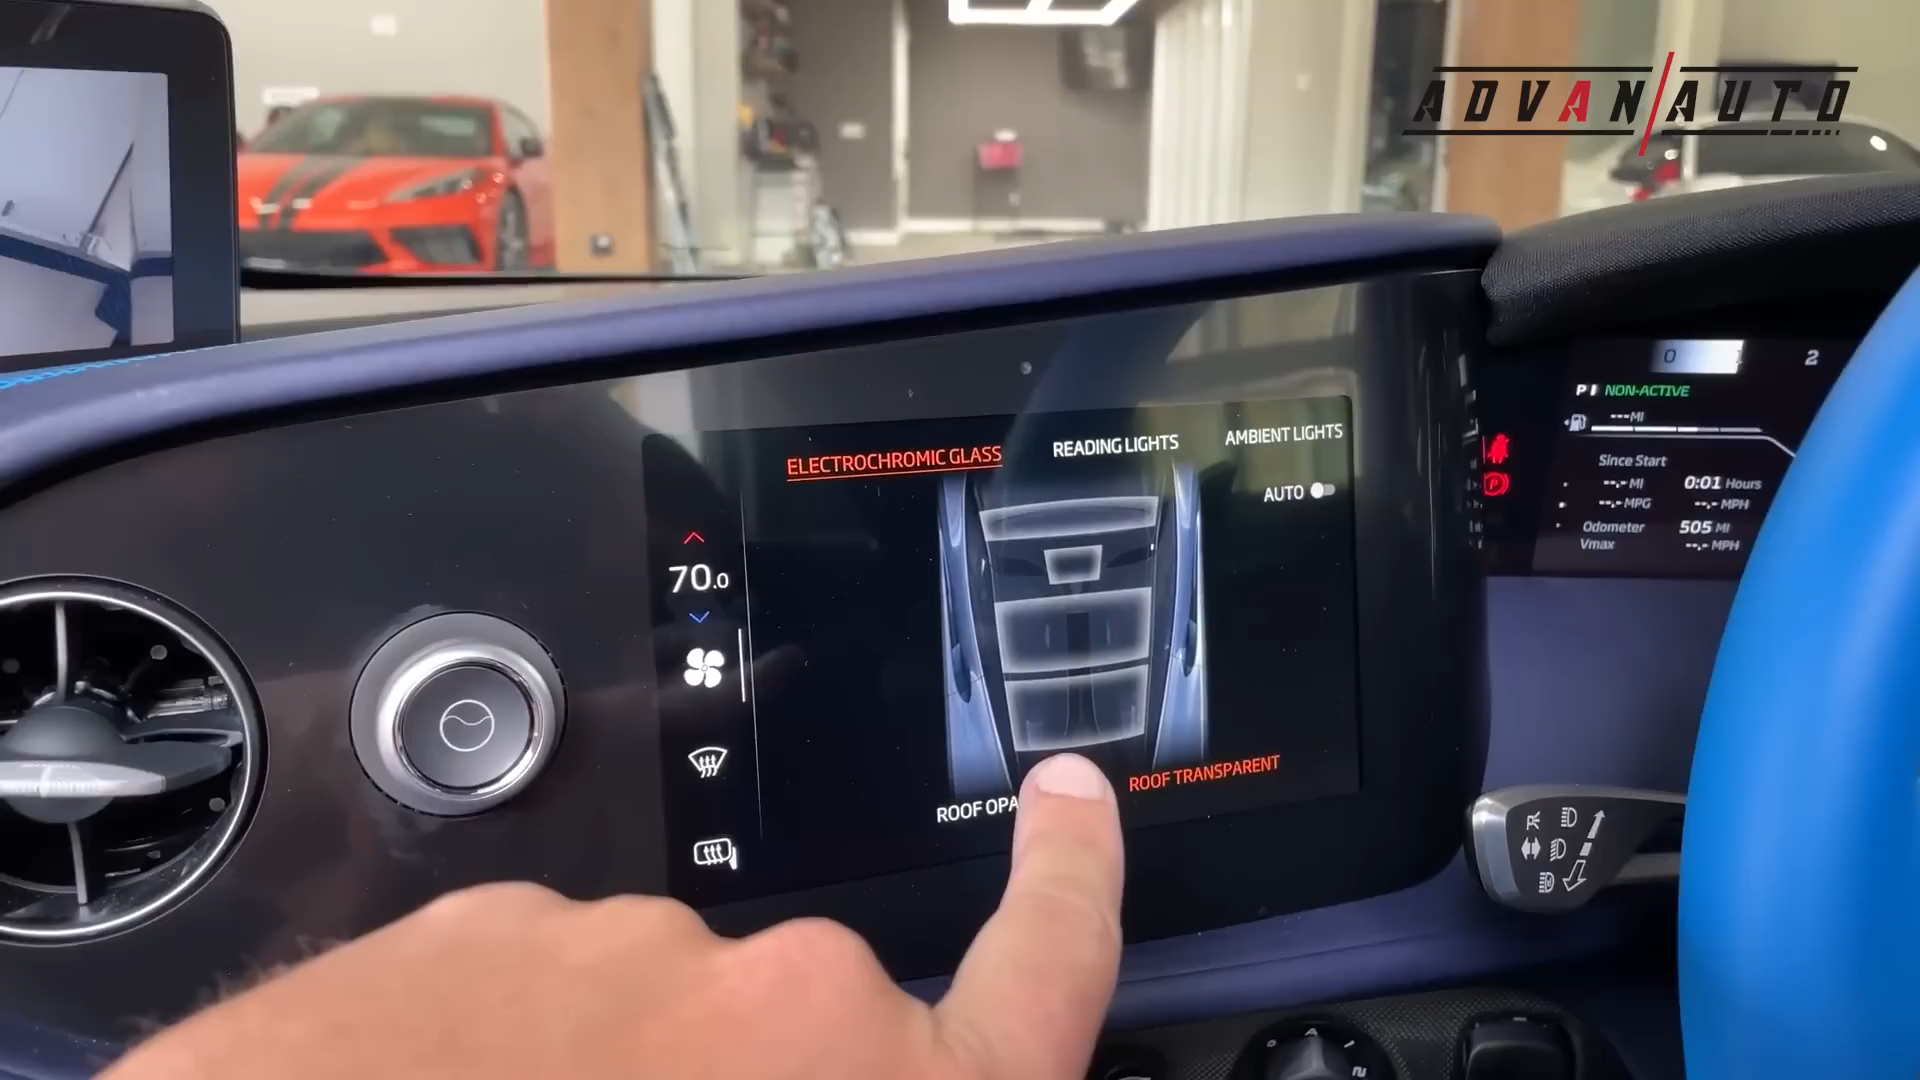 ADVAN/AUTO
0 2
P NON-ACTIVE
--- MI
Since Start
--.- MI 0:01 Hours
--.- MPG --.- MPH
Odometer 505 MI
Vmax --.- MPH
ELECTROCHROMIC GLASS READING LIGHTS AMBIENT LIGHTS
AUTO
70.0
ROOF TRANSPARENT
ROOF OPA